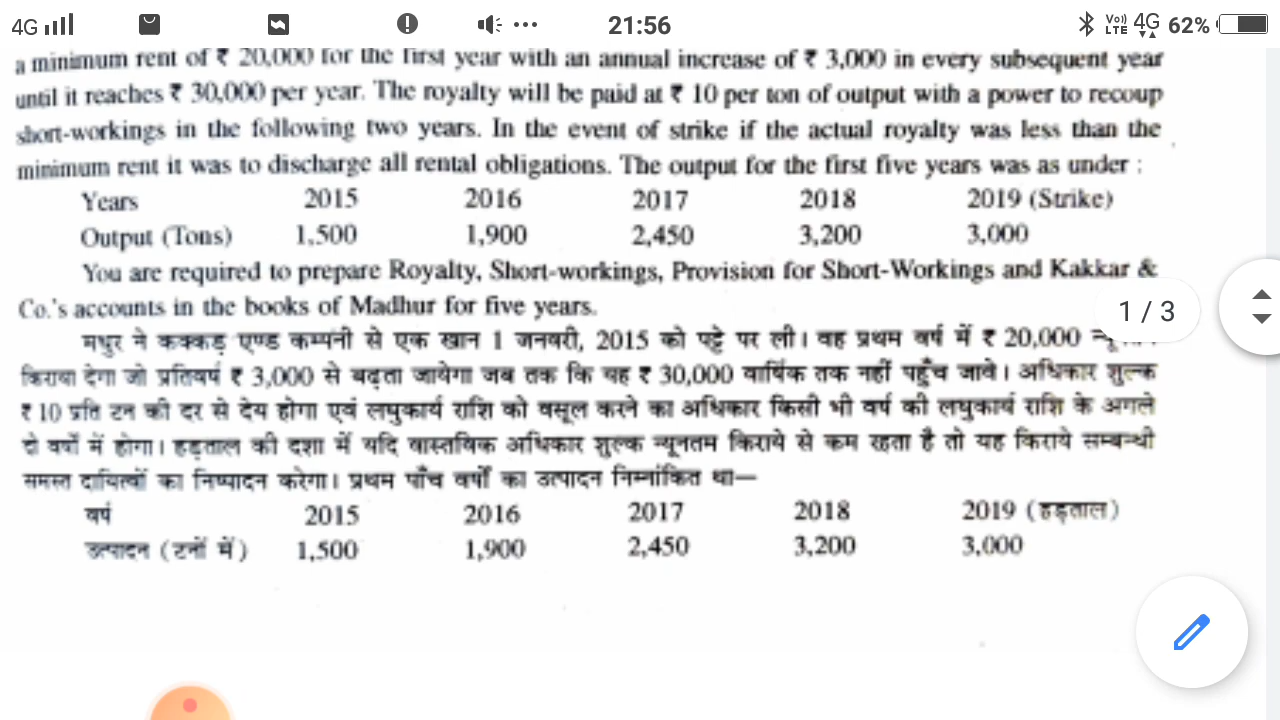 4G 21:56 Vo)) LTE 4G 62%
a minimum rent of ₹ 20,000 for the first year with an annual increase of ₹ 3,000 in every subsequent year
until it reaches ₹ 30,000 per year. The royalty will be paid at ₹ 10 per ton of output with a power to recoup
short-workings in the following two years. In the event of strike if the actual royalty was less than the
minimum rent it was to discharge all rental obligations. The output for the first five years was as under :
Years 2015 2016 2017 2018 2019 (Strike)
Output (Tons) 1,500 1,900 2,450 3,200 3,000
You are required to prepare Royalty, Short-workings, Provision for Short-Workings and Kakkar &
Co.'s accounts in the books of Madhur for five years.
1 / 3
मधुर ने कक्कड़ एण्ड कम्पनी से एक खान 1 जनवरी, 2015 को पट्टे पर ली। वह प्रथम वर्ष में ₹ 20,000
किराया देगा जो प्रतिवर्ष ₹ 3,000 से बढ़ता जायेगा जब तक कि यह ₹ 30,000 वार्षिक तक नहीं पहुँच जावे। अधिकार शुल्क
₹ 10 प्रति टन की दर से देय होगा एवं लघुकार्य राशि को वसूल करने का अधिकार किसी भी वर्ष की लघुकार्य राशि के अगले
दो वर्षों में होगा। हड़ताल की दशा में यदि वास्तविक अधिकार शुल्क न्यूनतम किराये से कम रहता है तो यह किराये सम्बन्धी
समस्त दायित्वों का निष्पादन करेगा। प्रथम पाँच वर्षों का उत्पादन निम्नांकित था—
वर्ष 2015 2016 2017 2018 2019 (हड़ताल)
उत्पादन (टनों में) 1,500 1,900 2,450 3,200 3,000